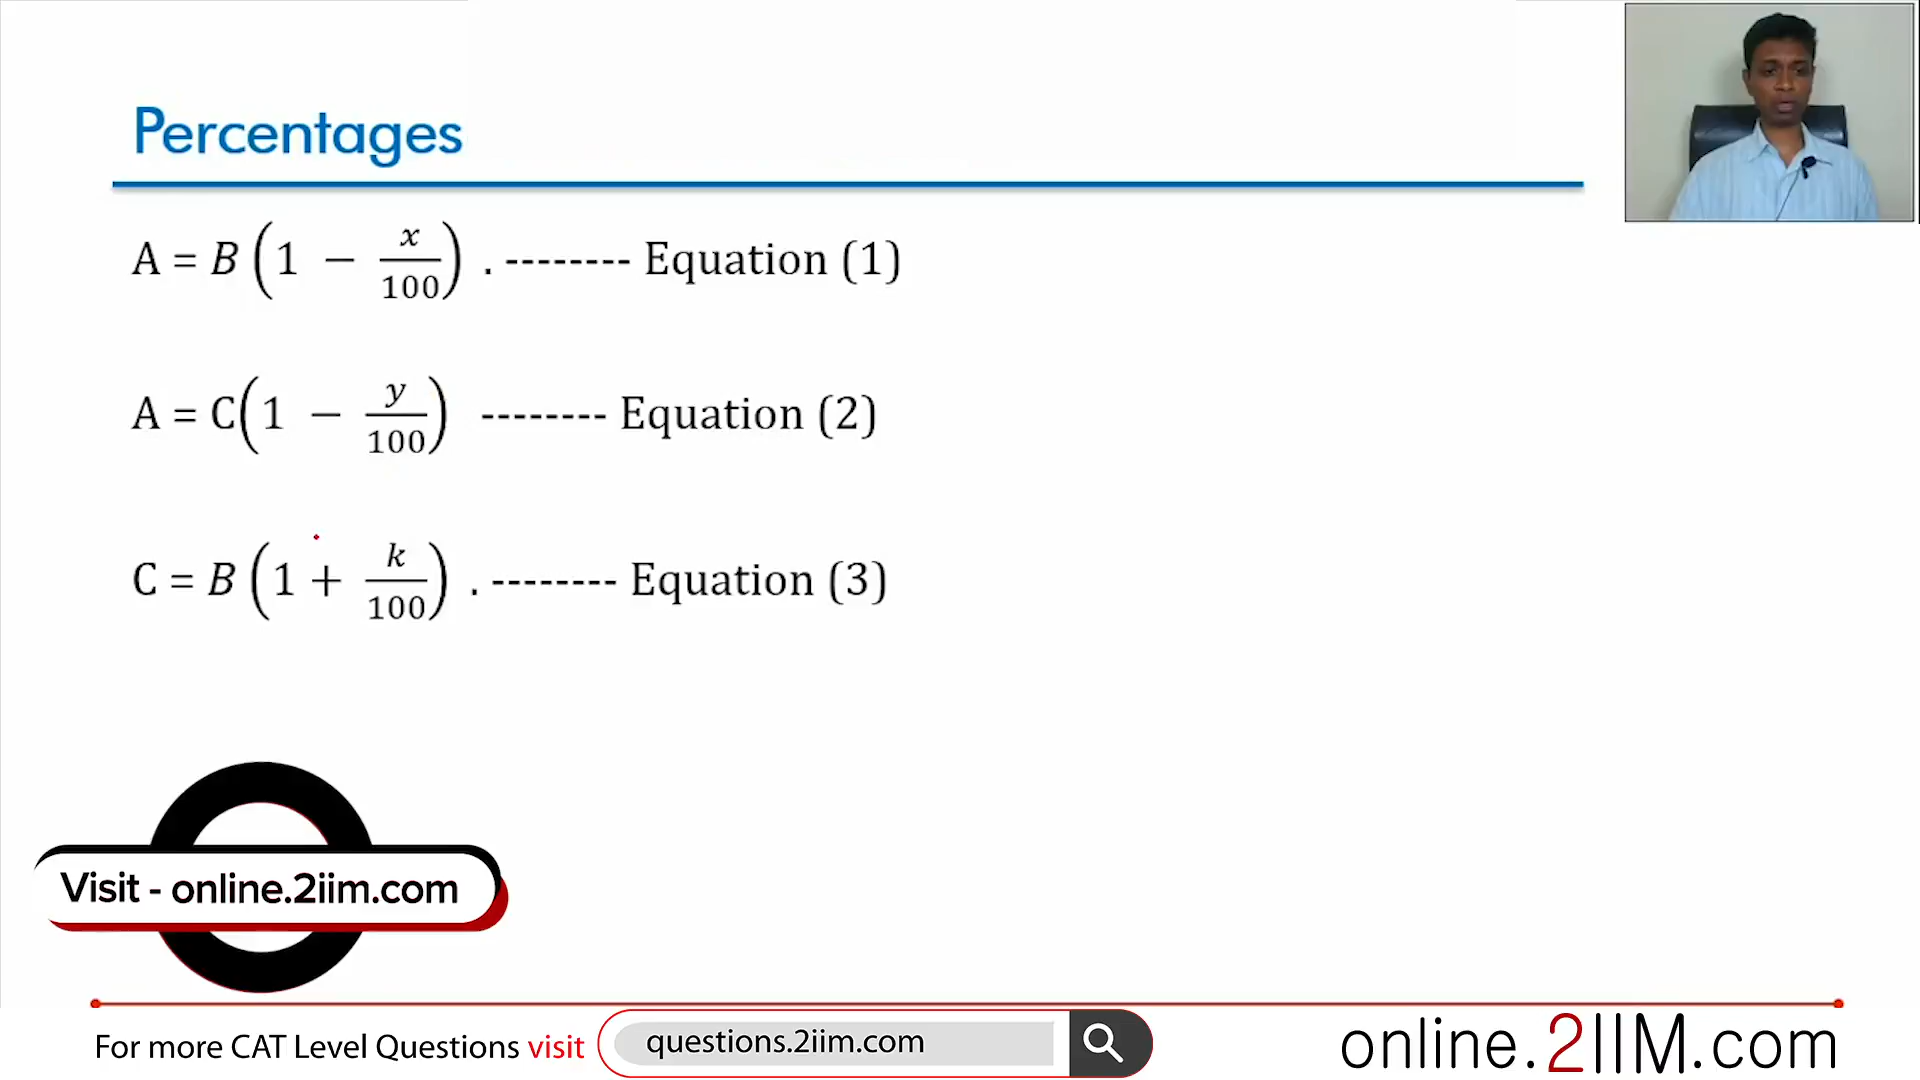 Percentages
A = B (1 − x/100) . -------- Equation (1)
A = C(1 − y/100) -------- Equation (2)
C = B (1 + k/100) . -------- Equation (3)
Visit - online.2iim.com
For more CAT Level Questions visit questions.2iim.com
online.2IIM.com